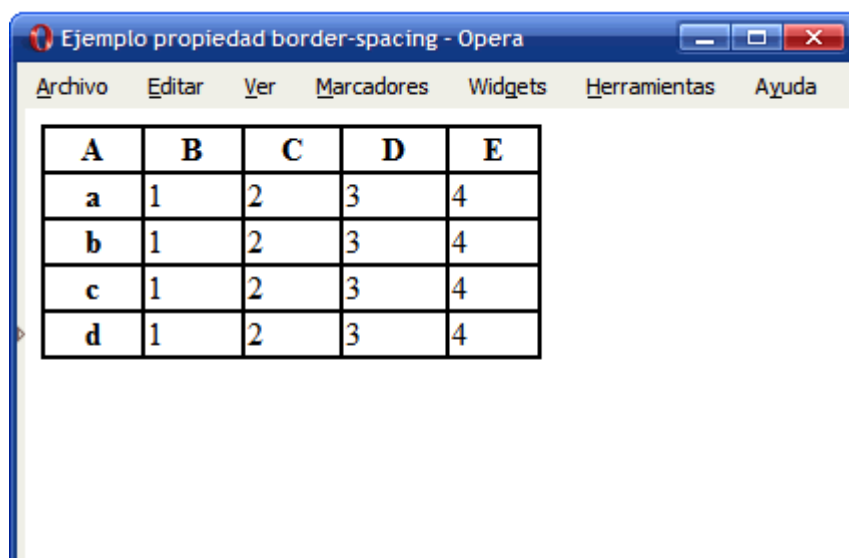 Ejemplo propiedad border-spacing - Opera
Archivo Editar Ver Marcadores Widgets Herramientas Ayuda
A B C D E
a 1 2 3 4
b 1 2 3 4
c 1 2 3 4
d 1 2 3 4